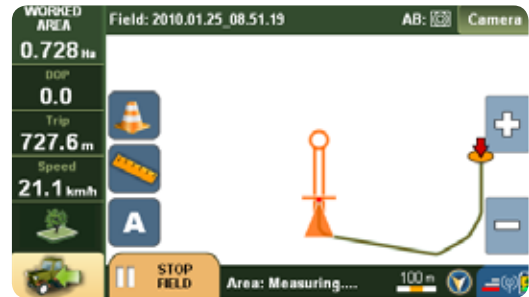 WORKED
AREA
0.728 Ha
DOP
0.0
Trip
727.6 m
Speed
21.1 km/h
Field: 2010.01.25_08.51.19
AB:
Camera
A
STOP
FIELD
Area: Measuring....
100 m